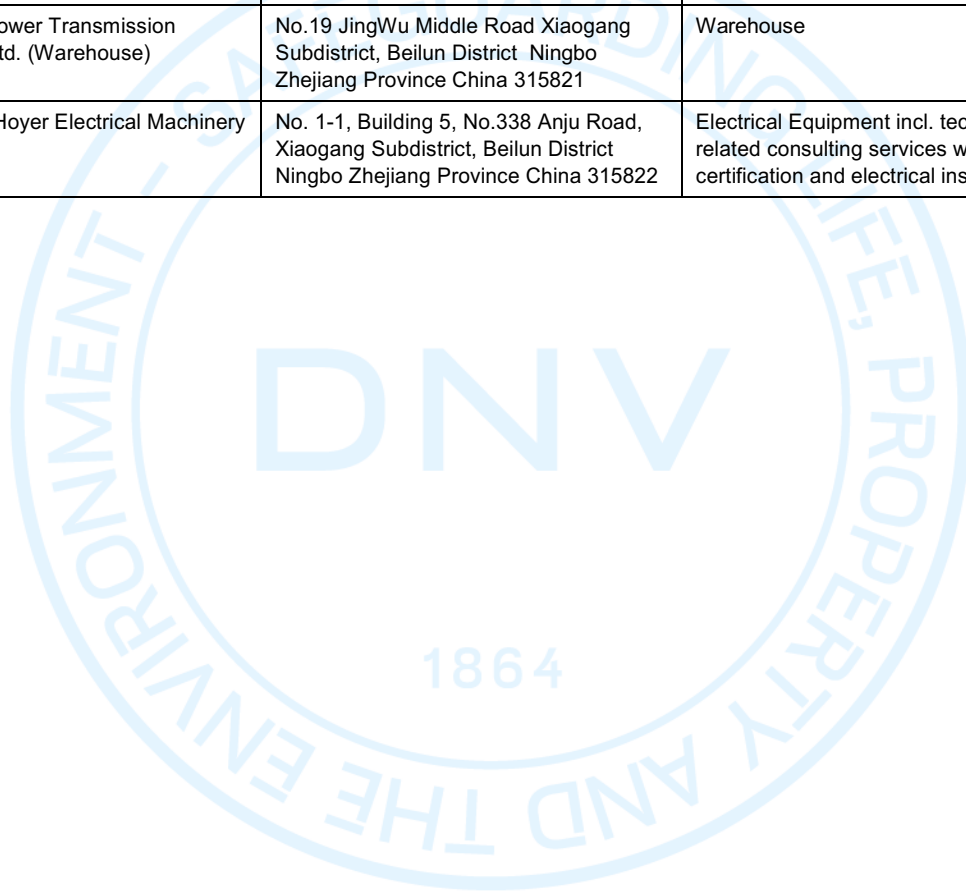 ower Transmission
td. (Warehouse)
No.19 JingWu Middle Road Xiaogang
Subdistrict, Beilun District Ningbo
Zhejiang Province China 315821
Warehouse
Hoyer Electrical Machinery
No. 1-1, Building 5, No.338 Anju Road,
Xiaogang Subdistrict, Beilun District
Ningbo Zhejiang Province China 315822
Electrical Equipment incl. tec
related consulting services w
certification and electrical ins
SAFEGUARDING LIFE, PROPERTY AND THE ENVIRONMENT –
DNV
1864